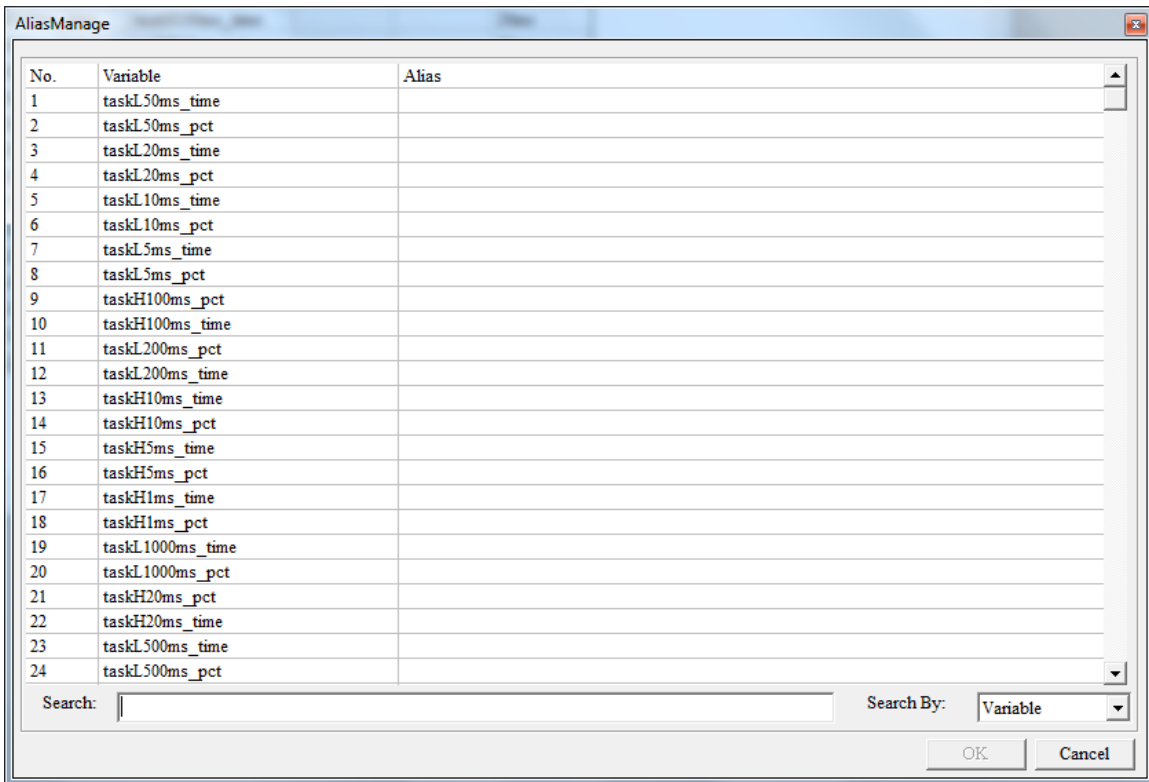 AliasManage
No. Variable Alias
1 taskL50ms_time
2 taskL50ms_pct
3 taskL20ms_time
4 taskL20ms_pct
5 taskL10ms_time
6 taskL10ms_pct
7 taskL5ms_time
8 taskL5ms_pct
9 taskH100ms_pct
10 taskH100ms_time
11 taskL200ms_pct
12 taskL200ms_time
13 taskH10ms_time
14 taskH10ms_pct
15 taskH5ms_time
16 taskH5ms_pct
17 taskH1ms_time
18 taskH1ms_pct
19 taskL1000ms_time
20 taskL1000ms_pct
21 taskH20ms_pct
22 taskH20ms_time
23 taskL500ms_time
24 taskL500ms_pct
Search: Search By: Variable
OK Cancel